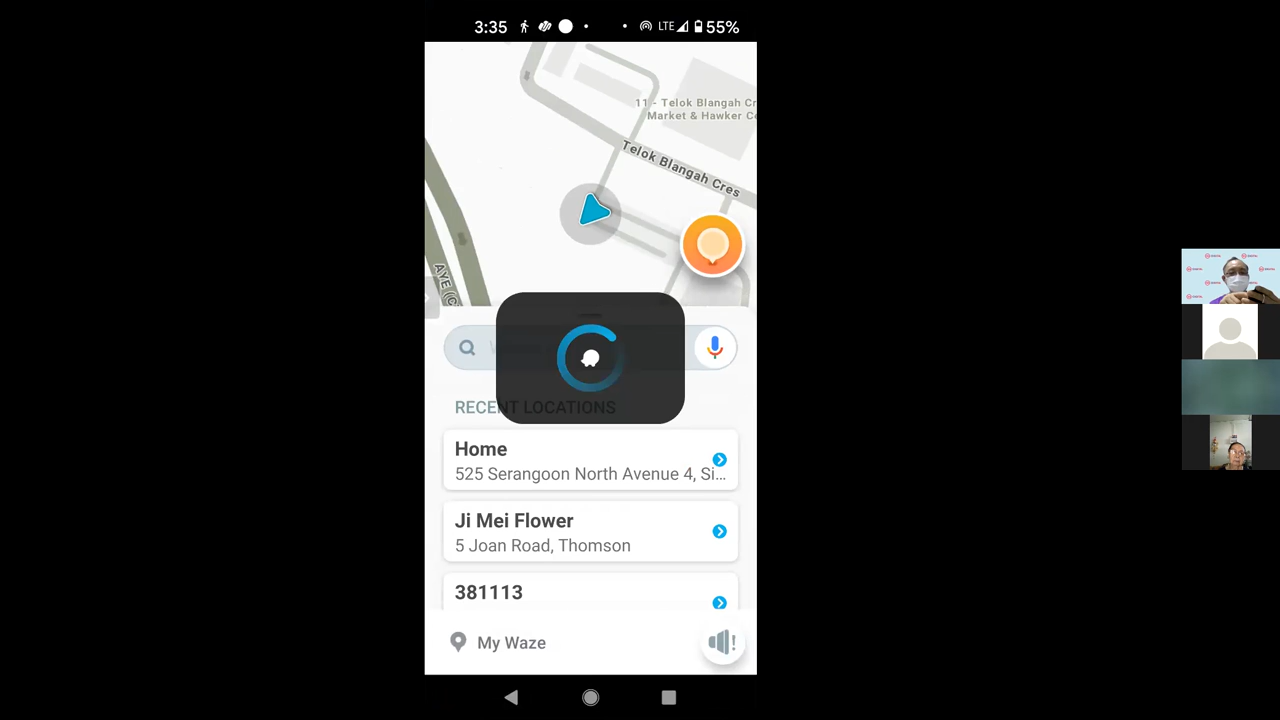 3:35
LTE
55%
11 - Telok Blangah Cr
Market & Hawker Ce
Telok Blangah Cres
AYE (C
RECENT LOCATIONS
Home
525 Serangoon North Avenue 4, Si...
Ji Mei Flower
5 Joan Road, Thomson
381113
My Waze